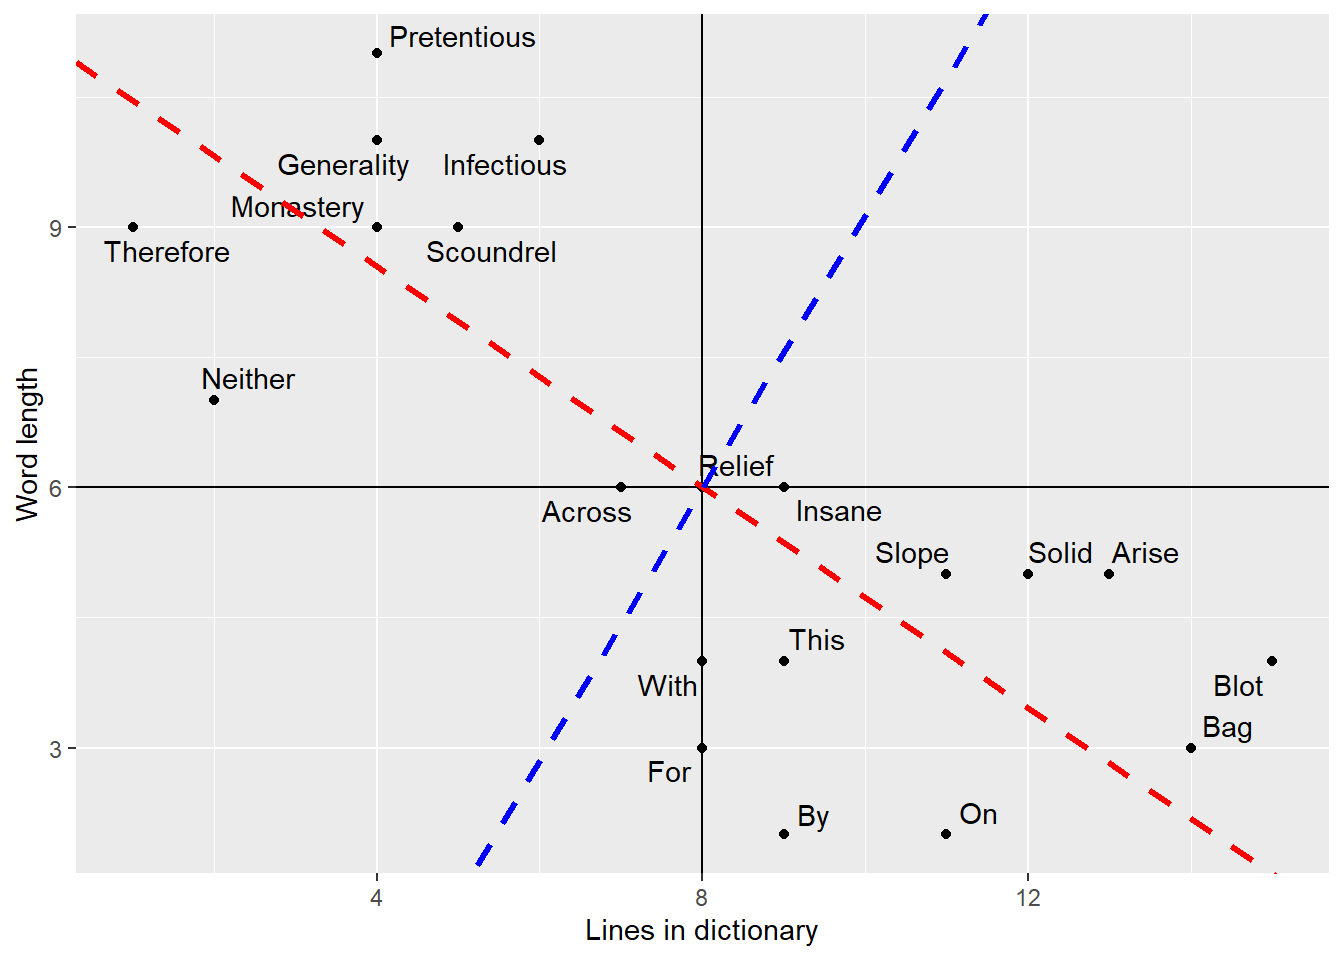 Pretentious
Generality Infectious
Monastery
9
Therefore Scoundrel
Neither
Word length
Relief
6
Across Insane
Slope Solid Arise
This
With Blot
Bag
3
For
By On
4 8 12
Lines in dictionary